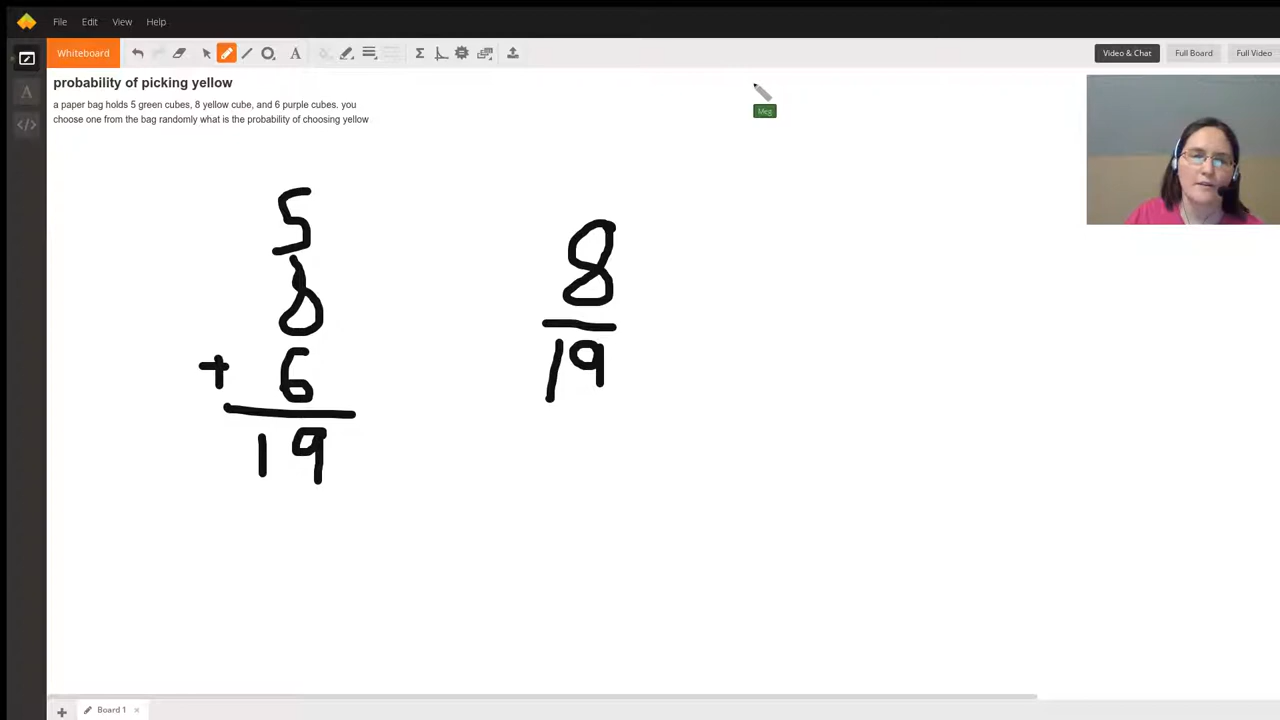 File Edit View Help
Whiteboard A Σ Video & Chat Full Board Full Video
probability of picking yellow
a paper bag holds 5 green cubes, 8 yellow cube, and 6 purple cubes. you
choose one from the bag randomly what is the probability of choosing yellow
Meg
A
</>
5
8
+ 6
19
8
19
+ Board 1 ×